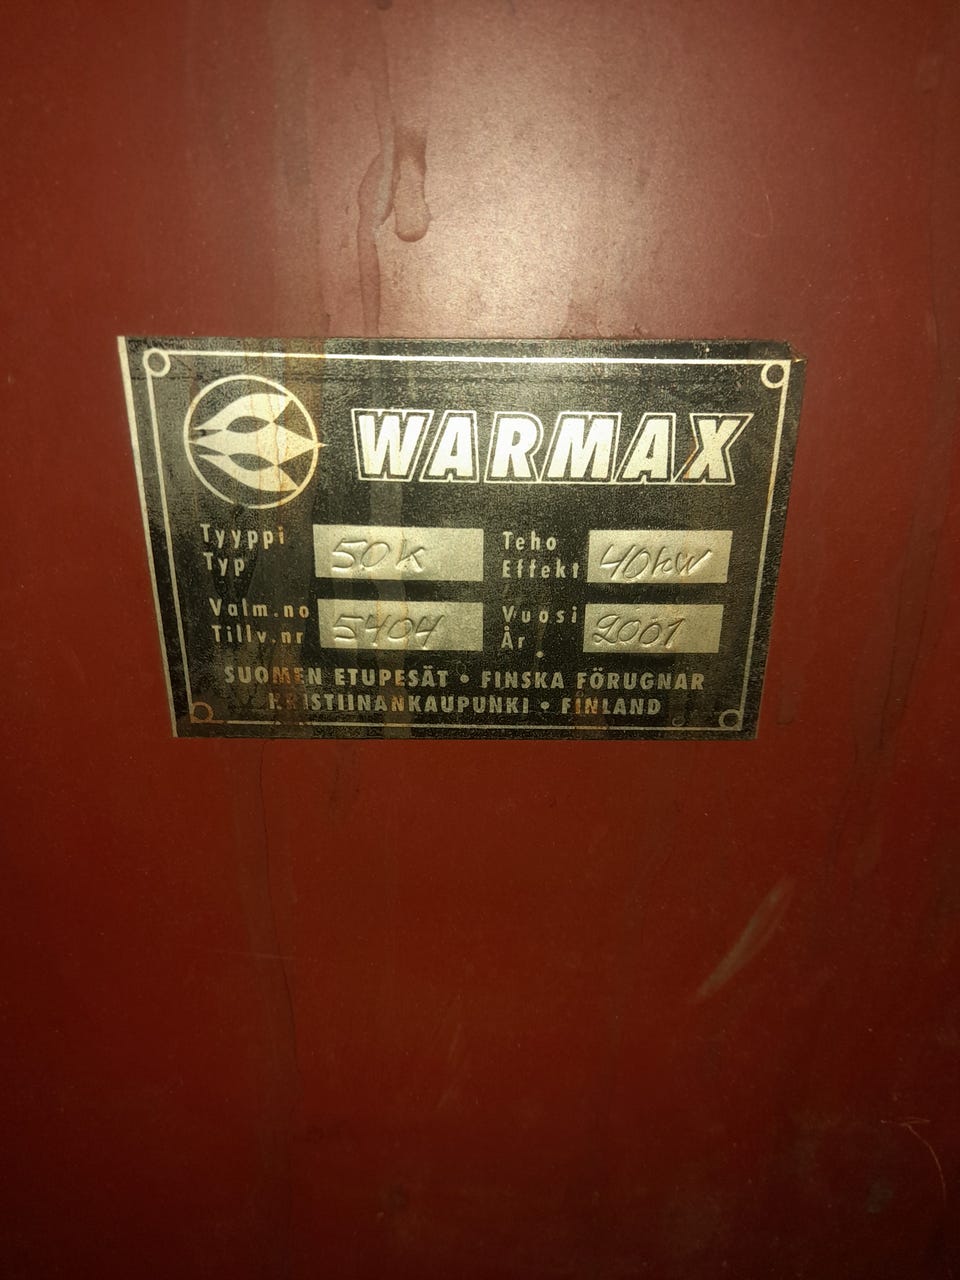 WARMAX
Tyyppi 50k Teho 40kW
Typ Effekt
Valm.no 5404 Vuosi 2001
Tillv.nr År
SUOMEN ETUPESÄT • FINSKA FÖRUGNAR
KRISTIINANKAUPUNKI • FINLAND